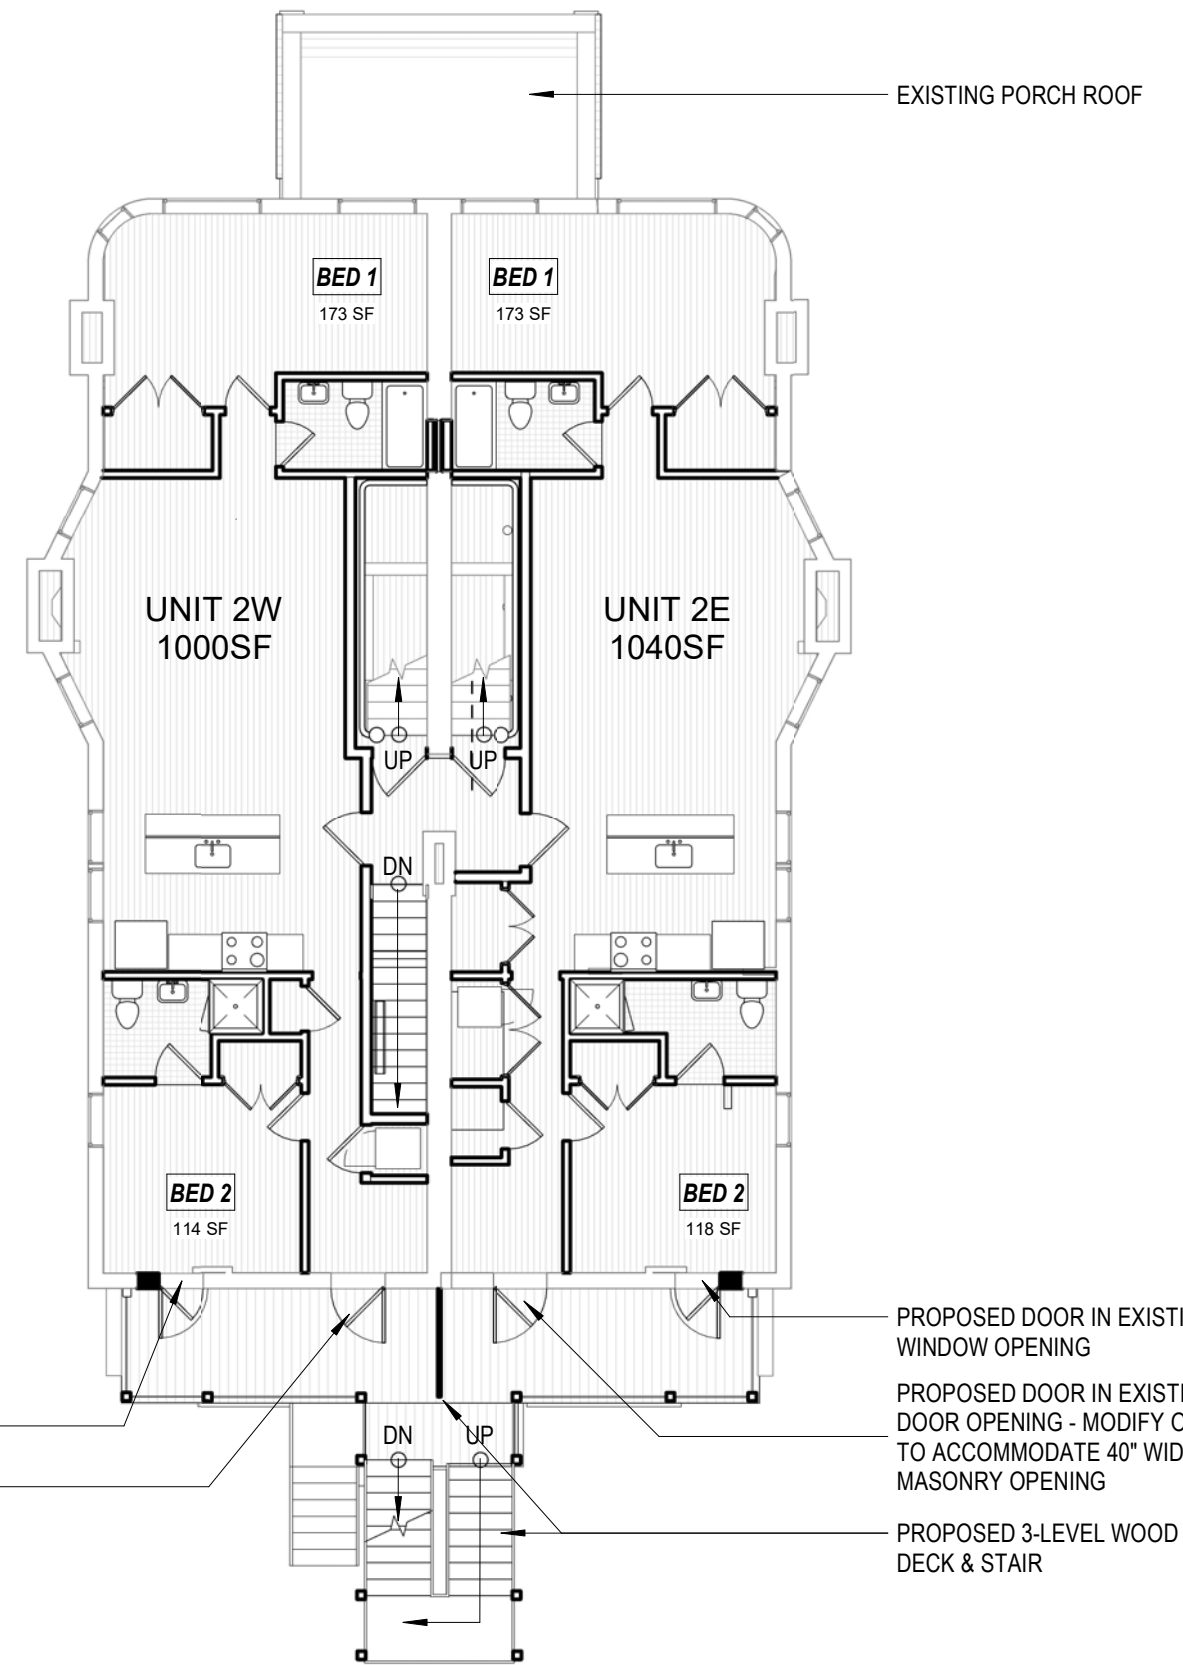 EXISTING PORCH ROOF
BED 1
173 SF
BED 1
173 SF
UNIT 2W
1000SF
UNIT 2E
1040SF
UP
UP
DN
BED 2
114 SF
BED 2
118 SF
PROPOSED DOOR IN EXISTI
WINDOW OPENING
PROPOSED DOOR IN EXISTI
DOOR OPENING - MODIFY O
TO ACCOMMODATE 40" WID
MASONRY OPENING
DN
UP
PROPOSED 3-LEVEL WOOD
DECK & STAIR